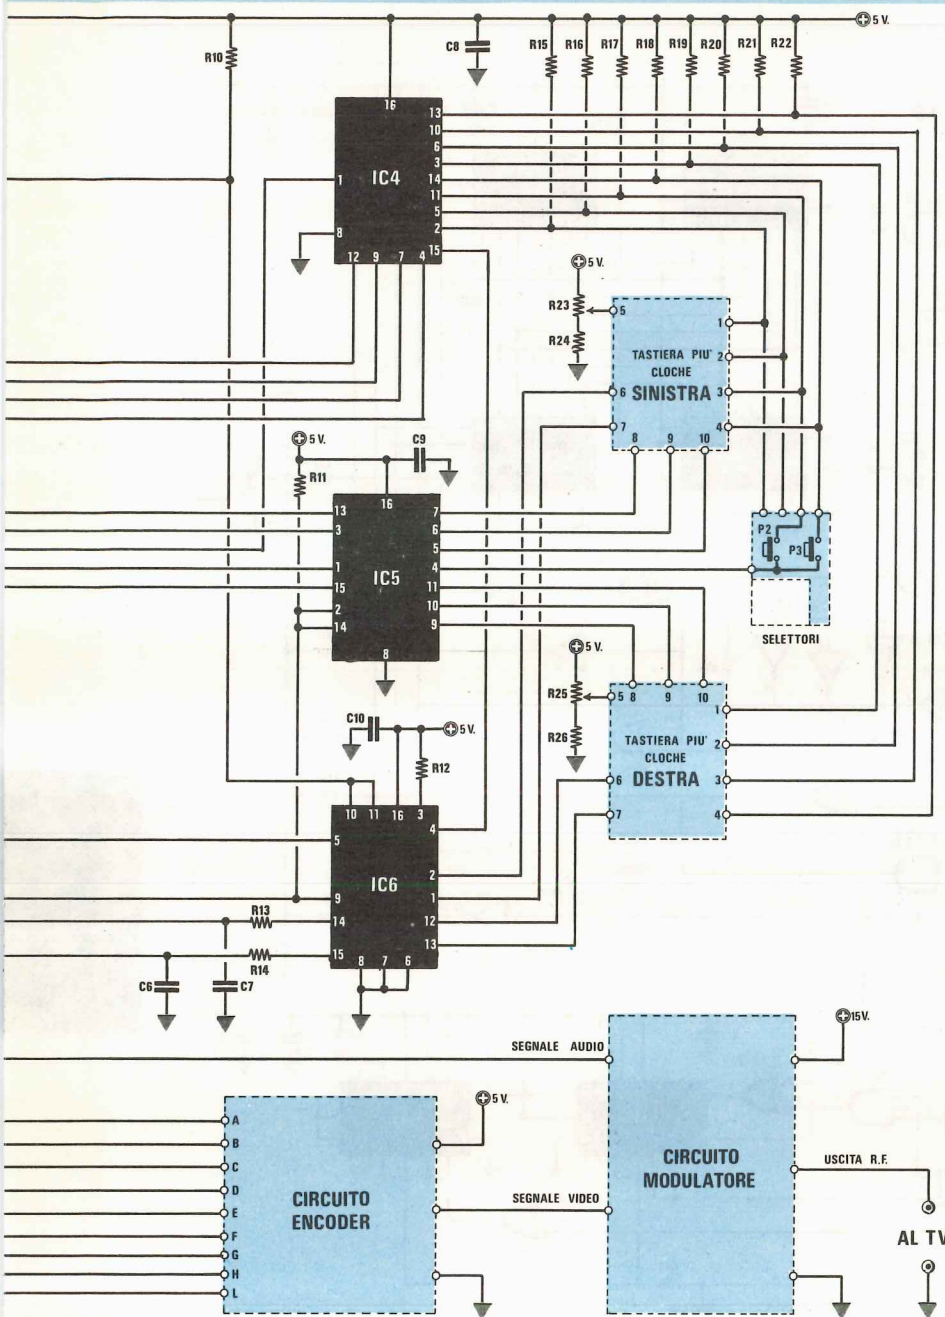 5 V.
R10
C8
R15
R16
R17
R18
R19
R20
R21
R22
16
13
10
6
3
14
11
5
2
15
IC4
1
8
12
9
7
4
5 V.
R23
R24
5
TASTIERA PIU'
CLOCHE
SINISTRA
1
2
3
4
6
7
8
9
10
5 V.
C9
R11
16
13
3
1
15
2
14
IC5
7
6
5
4
11
10
9
8
P2
P3
SELETTORI
5 V.
R25
R26
5
8
9
10
TASTIERA PIU'
CLOCHE
DESTRA
1
2
3
4
6
7
C10
5 V.
R12
10
11
16
3
5
4
IC6
2
1
12
13
9
14
15
8
7
6
R13
R14
C6
C7
SEGNALE AUDIO
15V.
5 V.
A
B
C
D
E
F
G
H
L
CIRCUITO
ENCODER
SEGNALE VIDEO
CIRCUITO
MODULATORE
USCITA R.F.
AL TV